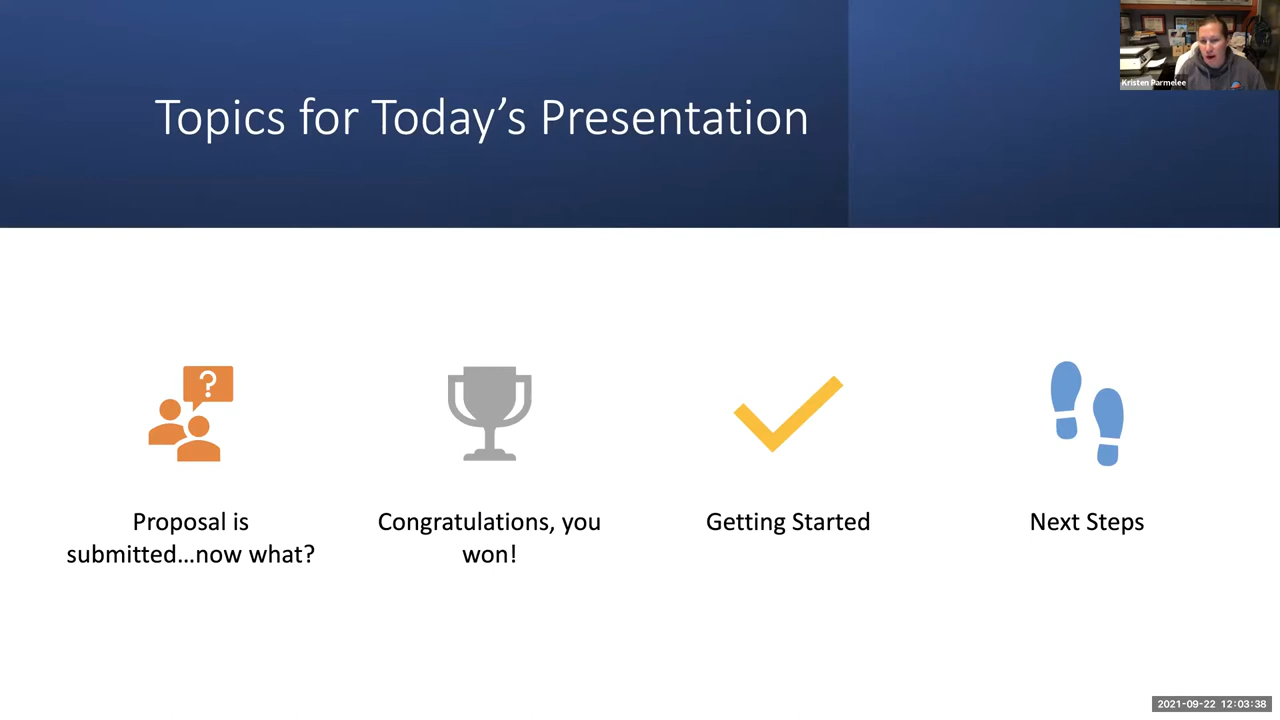 Kristen Parmelee
Topics for Today's Presentation
?
Proposal is
submitted...now what?
Congratulations, you
won!
Getting Started
Next Steps
2021-09-22 12:03:38